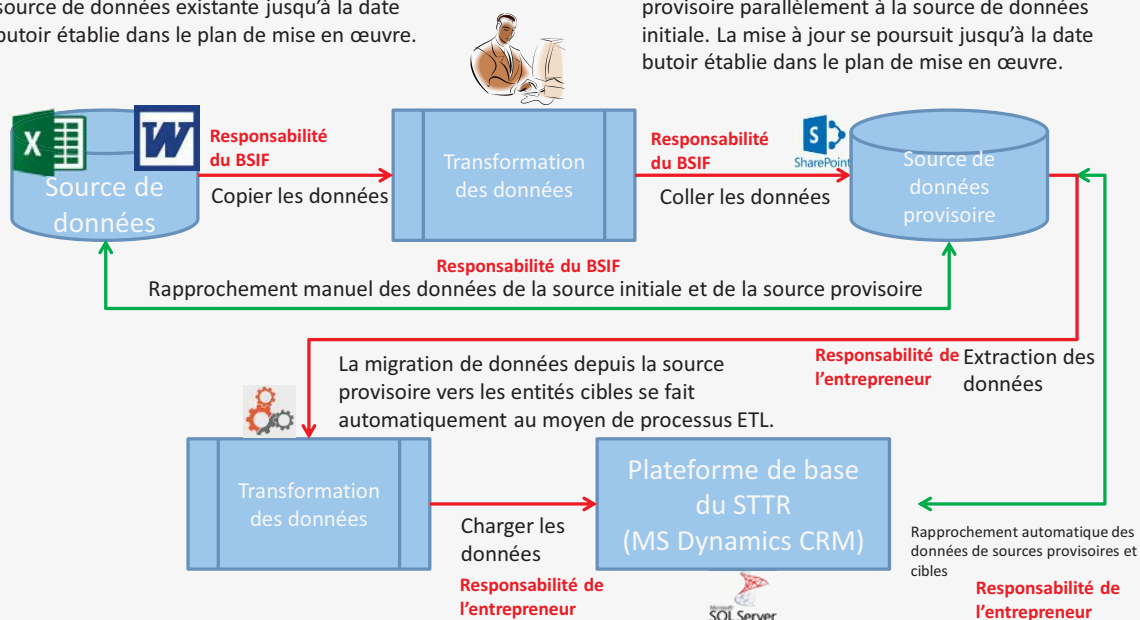 source de données existante jusqu'à la date
butoir établie dans le plan de mise en œuvre.
provisoire parallèlement à la source de données
initiale. La mise à jour se poursuit jusqu'à la date
butoir établie dans le plan de mise en œuvre.
X
W
Source de
données
Responsabilité
du BSIF
Copier les données
Transformation
des données
Responsabilité
du BSIF
Coller les données
S
SharePoint
Source de
données
provisoire
Responsabilité du BSIF
Rapprochement manuel des données de la source initiale et de la source provisoire
La migration de données depuis la source
provisoire vers les entités cibles se fait
automatiquement au moyen de processus ETL.
Responsabilité de
l'entrepreneur
Extraction des
données
Transformation
des données
Charger les
données
Responsabilité de
l'entrepreneur
Plateforme de base
du STTR
(MS Dynamics CRM)
Microsoft
SQL Server
Rapprochement automatique des
données de sources provisoires et
cibles
Responsabilité de
l'entrepreneur